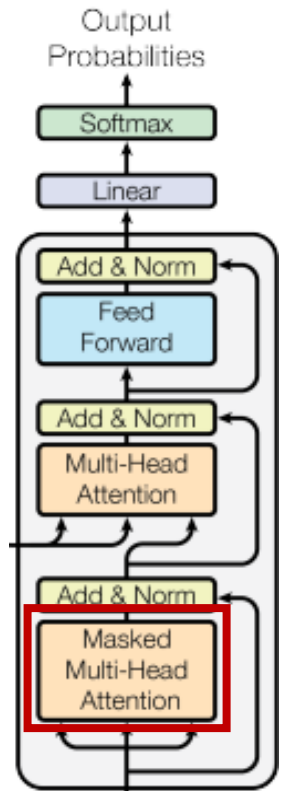 Output
Probabilities
Softmax
Linear
Add & Norm
Feed
Forward
Add & Norm
Multi-Head
Attention
Add & Norm
Masked
Multi-Head
Attention